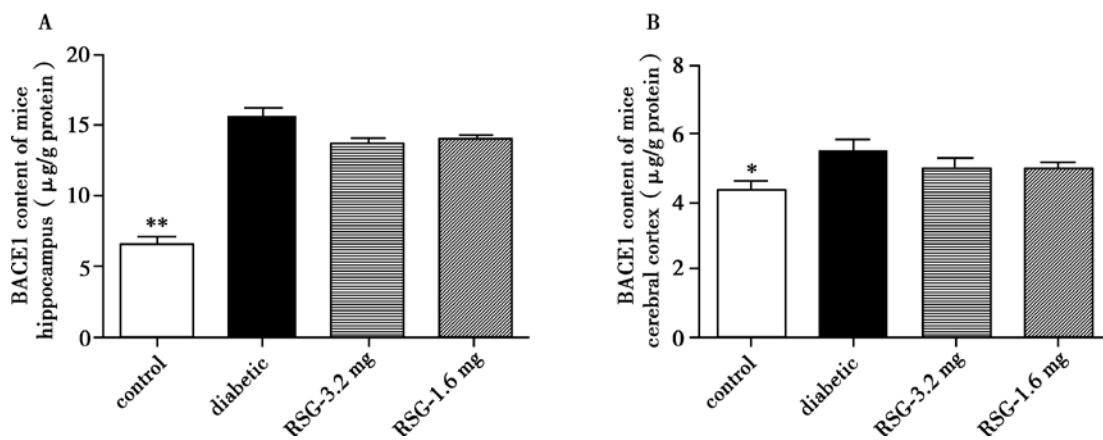 A
BACE1 content of mice
hippocampus ( μg/g protein)
20
15
10
5
0
**
control
diabetic
RSG-3.2 mg
RSG-1.6 mg
B
BACE1 content of mice
cerebral cortex ( μg/g protein)
8
6
4
2
0
*
control
diabetic
RSG-3.2 mg
RSG-1.6 mg